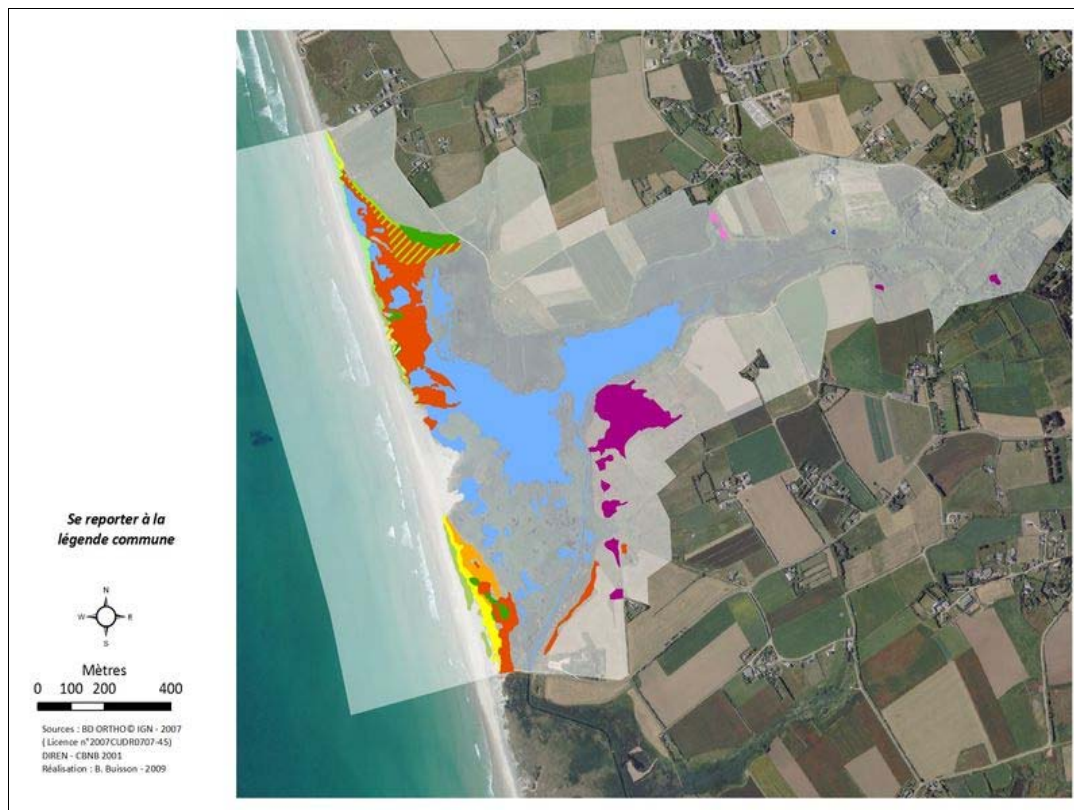 Se reporter à la
légende commune
N
W E
S
Mètres
0 100 200 400
Sources : BD ORTHO© IGN - 2007
( Licence n°2007CUDR0707-45)
DIREN - CBNB 2001
Réalisation : B. Buisson - 2009